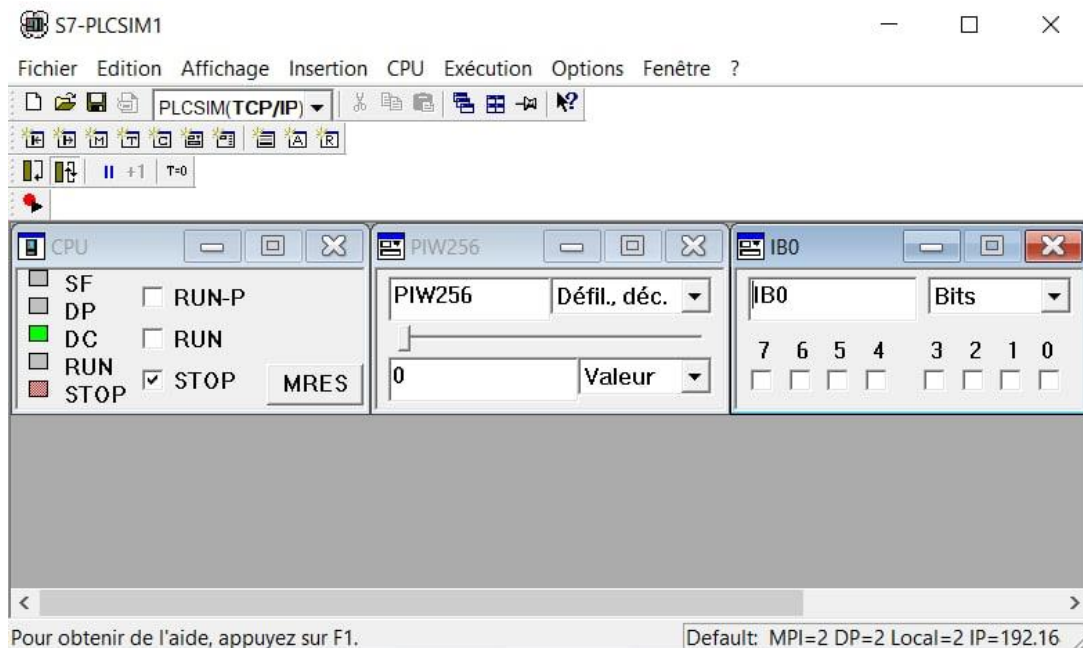 S7-PLCSIM1
Fichier Edition Affichage Insertion CPU Exécution Options Fenêtre ?
PLCSIM(TCP/IP)
+1 T=0
CPU
SF
DP
DC
RUN
STOP
RUN-P
RUN
STOP
MRES
PIW256
PIW256 Défil., déc.
0 Valeur
IB0
IB0 Bits
7 6 5 4 3 2 1 0
Pour obtenir de l'aide, appuyez sur F1.
Default: MPI=2 DP=2 Local=2 IP=192.16